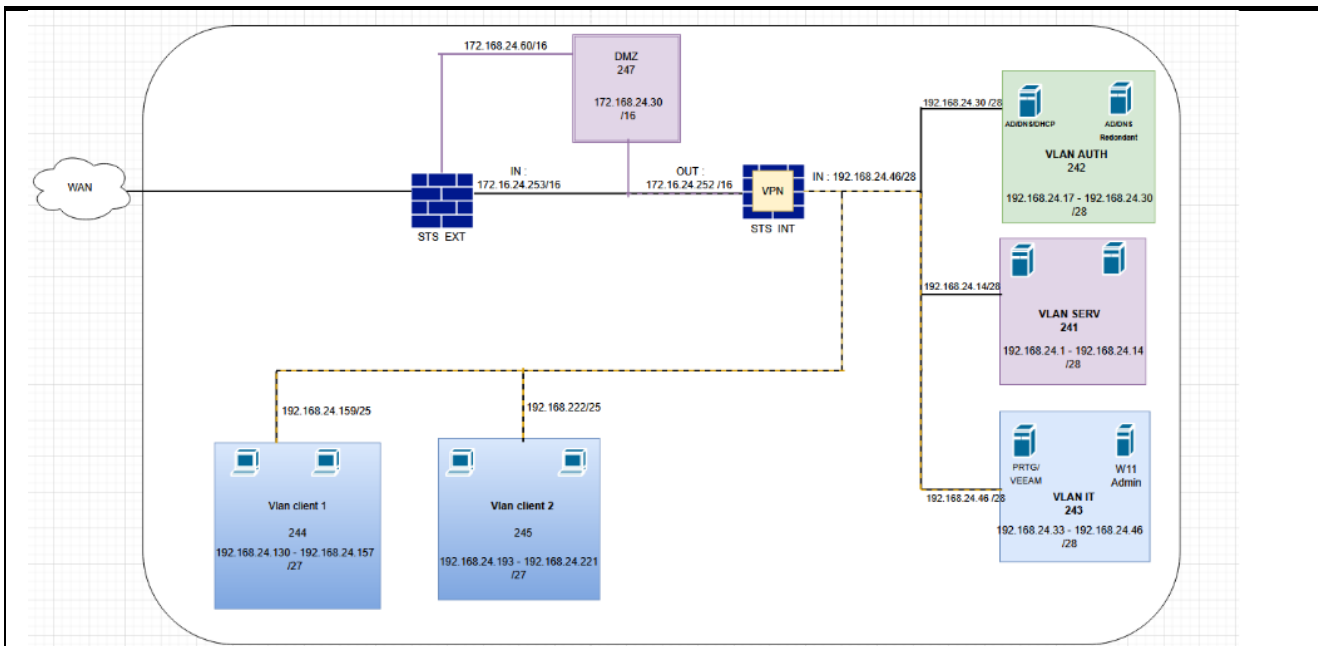 172.168.24.60/16
DMZ
247
172.168.24.30
/16
WAN
STS_EXT
IN :
172.16.24.253/16
OUT :
172.16.24.252 /16
VPN
STS_INT
IN : 192.168.24.46/28
192.168.24.30 /28
AD/DNS/DHCP
AD/DNS
Redondant
VLAN AUTH
242
192.168.24.17 - 192.168.24.30
/28
192.168.24.14/28
VLAN SERV
241
192.168.24.1 - 192.168.24.14
/28
192.168.24.46 /28
PRTG/
VEEAM
W11
Admin
VLAN IT
243
192.168.24.33 - 192.168.24.46
/28
192.168.24.159/25
Vlan client 1
244
192.168.24.130 - 192.168.24.157
/27
192.168.222/25
Vlan client 2
245
192.168.24.193 - 192.168.24.221
/27